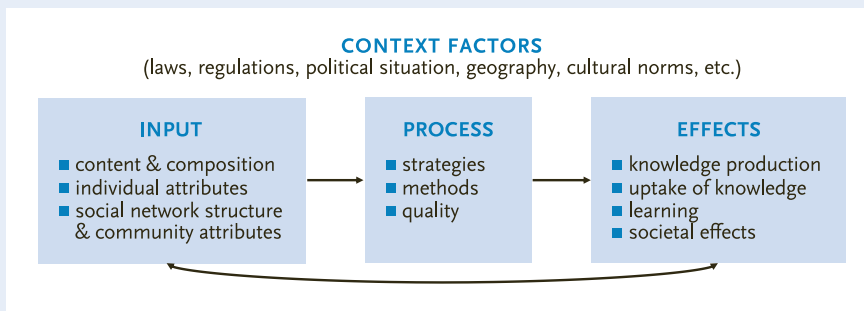 CONTEXT FACTORS
(laws, regulations, political situation, geography, cultural norms, etc.)
INPUT
content & composition
individual attributes
social network structure
& community attributes
PROCESS
strategies
methods
quality
EFFECTS
knowledge production
uptake of knowledge
learning
societal effects